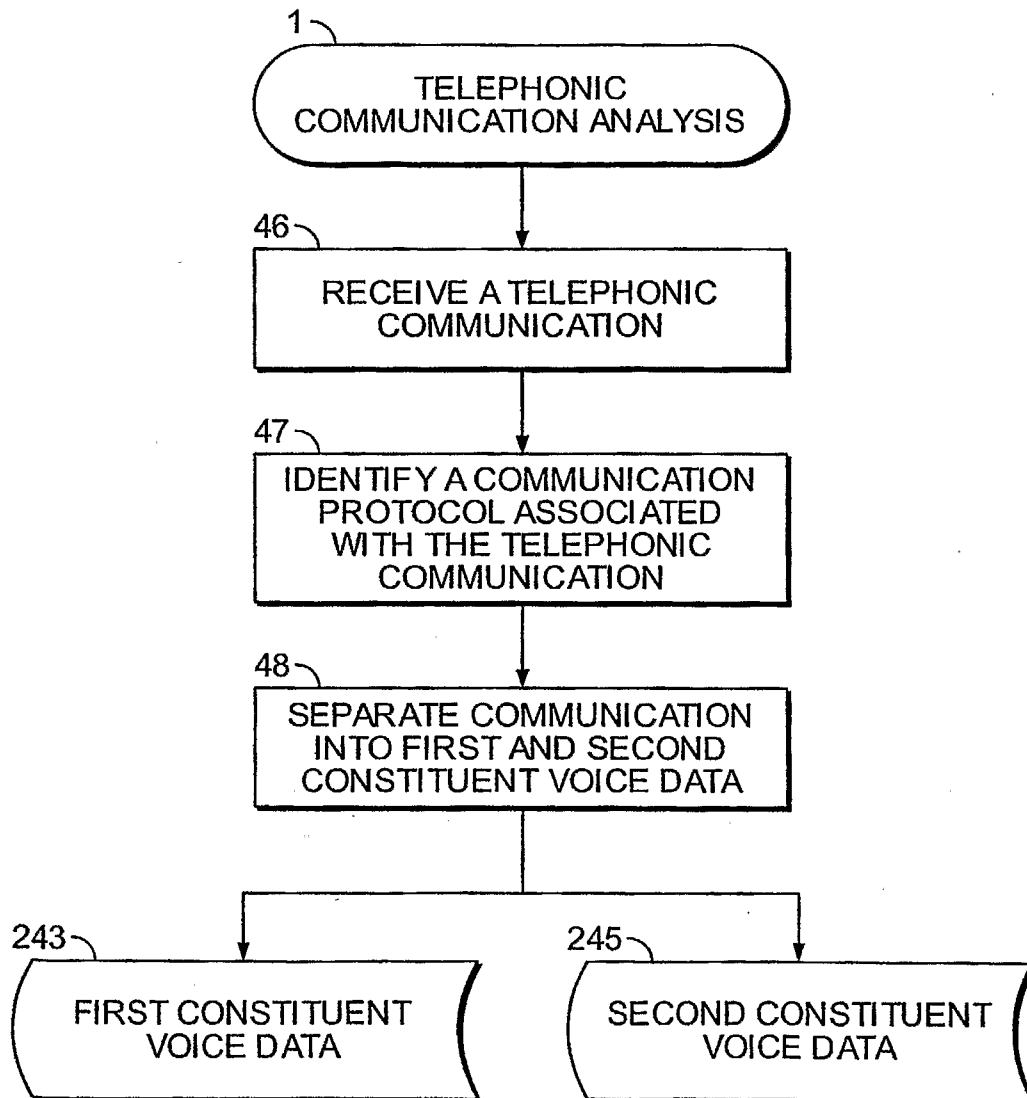 1
TELEPHONIC
COMMUNICATION ANALYSIS
46
RECEIVE A TELEPHONIC
COMMUNICATION
47
IDENTIFY A COMMUNICATION
PROTOCOL ASSOCIATED
WITH THE TELEPHONIC
COMMUNICATION
48
SEPARATE COMMUNICATION
INTO FIRST AND SECOND
CONSTITUENT VOICE DATA
243
FIRST CONSTITUENT
VOICE DATA
245
SECOND CONSTITUENT
VOICE DATA